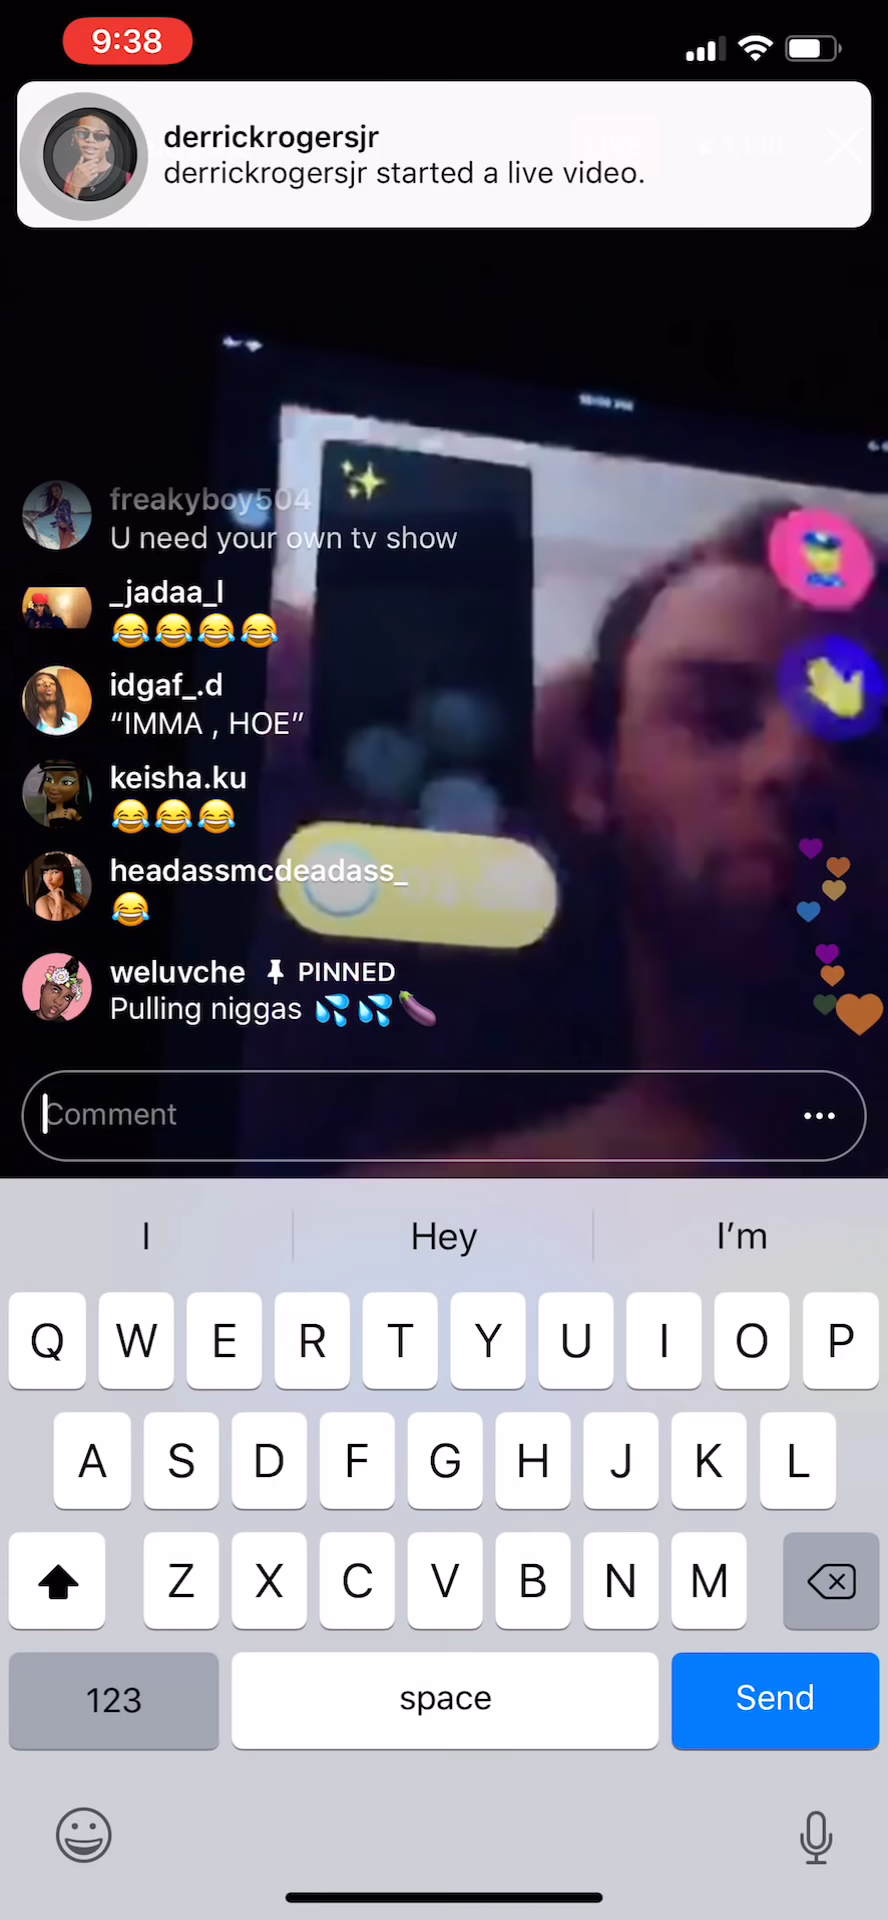 9:38
derrickrogersjr
derrickrogersjr started a live video.
freakyboy504
U need your own tv show
_jadaa_l
😂😂😂😂
idgaf_.d
“IMMA , HOE”
keisha.ku
😂😂😂
headassmcdeadass_
😂
weluvche PINNED
Pulling niggas 💦💦🍆
Comment
I Hey I’m
Q W E R T Y U I O P
A S D F G H J K L
Z X C V B N M
123 space Send